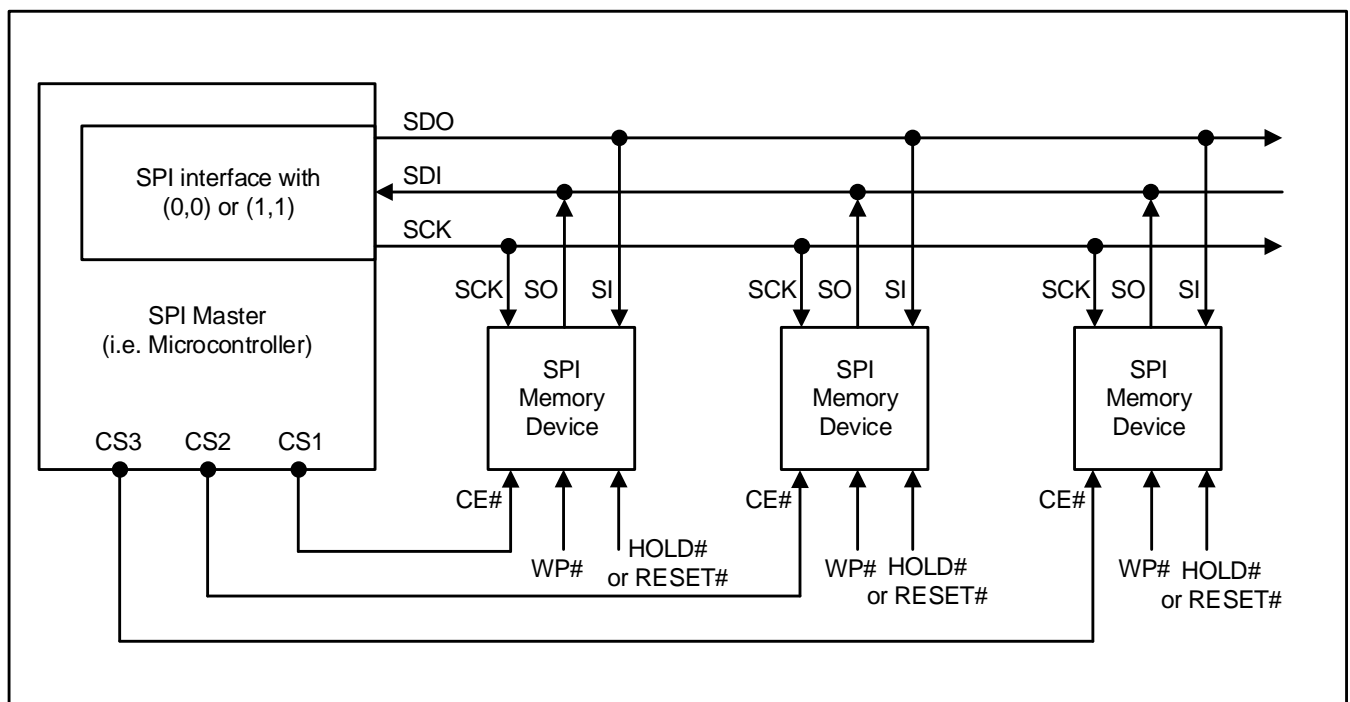 SDO
SPI interface with
(0,0) or (1,1)
SDI
SCK
SPI Master
(i.e. Microcontroller)
SCK SO SI
SCK SO SI
SCK SO SI
SPI
Memory
Device
SPI
Memory
Device
SPI
Memory
Device
CS3 CS2 CS1
CE#
WP#
HOLD#
or RESET#
CE#
WP#
HOLD#
or RESET#
CE#
WP#
HOLD#
or RESET#